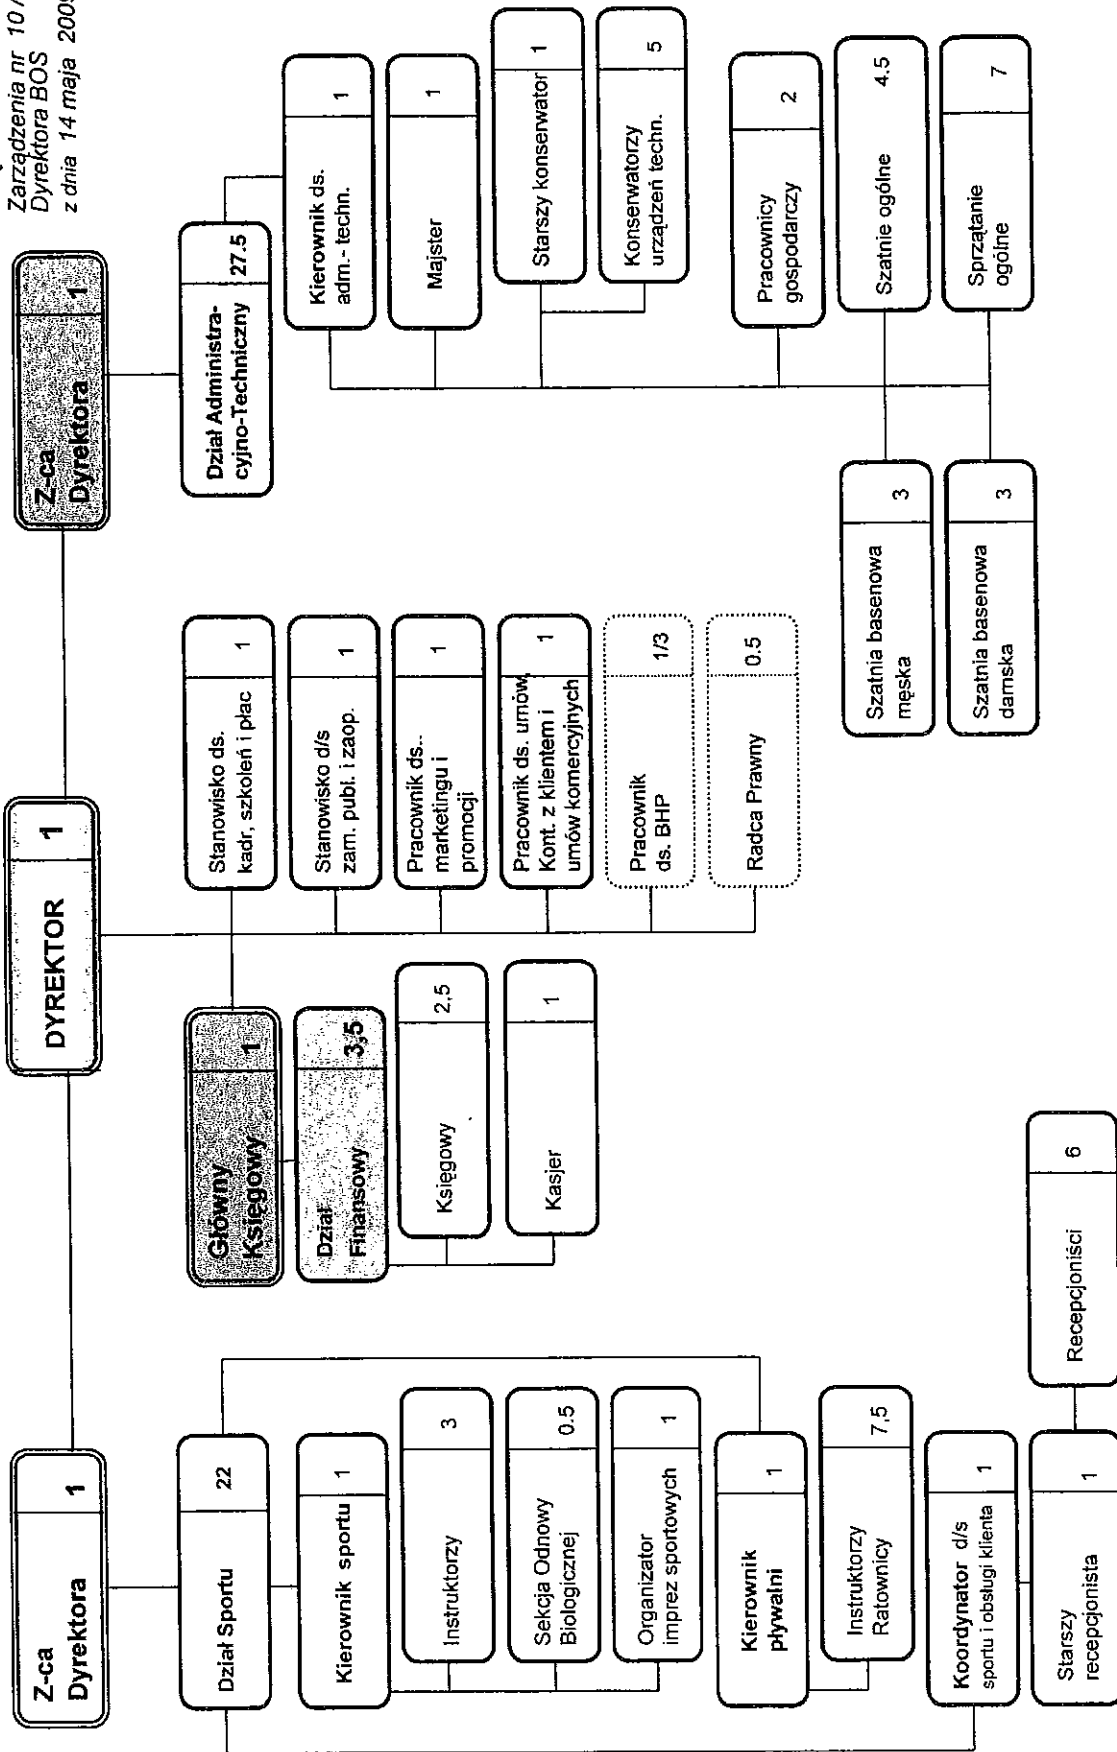 Zarządzenia nr 10 /
Dyrektora BOS
z dnia 14 maja
DYREKTOR 1
Z-ca
Dyrektora 1
Dział Sportu 22
Kierownik sportu 1
Instruktorzy 3
Sekcja Odnowy
Biologicznej 0.5
Organizator
imprez sportowych 1
Kierownik
pływalni 1
Instruktorzy
Ratownicy 7,5
Koordynator d/s
sportu i obsługi klienta 1
Starszy
recepcjonista 1
Recepcjoniści 6
Główny
Księgowy 1
Dział
Finansowy 3,5
Księgowy 2,5
Kasjer 1
Stanowisko ds.
kadr, szkoleń i płac 1
Stanowisko d/s
zam. publ. i zaop. 1
Pracownik ds..
marketingu i
promocji 1
Pracownik ds. umów,
Kont. z klientem i
umów komercyjnych 1
Pracownik
ds. BHP 1/3
Radca Prawny 0.5
Z-ca
Dyrektora 1
Dział Administra-
cyjno-Techniczny 27.5
Kierownik ds.
adm.- techn. 1
Majster 1
Starszy konserwator 1
Konserwatorzy
urządzeń techn. 5
Pracownicy
gospodarczy 2
Szatnie ogólne 4.5
Sprzątanie
ogólne 7
Szatnia basenowa
męska 3
Szatnia basenowa
damska 3